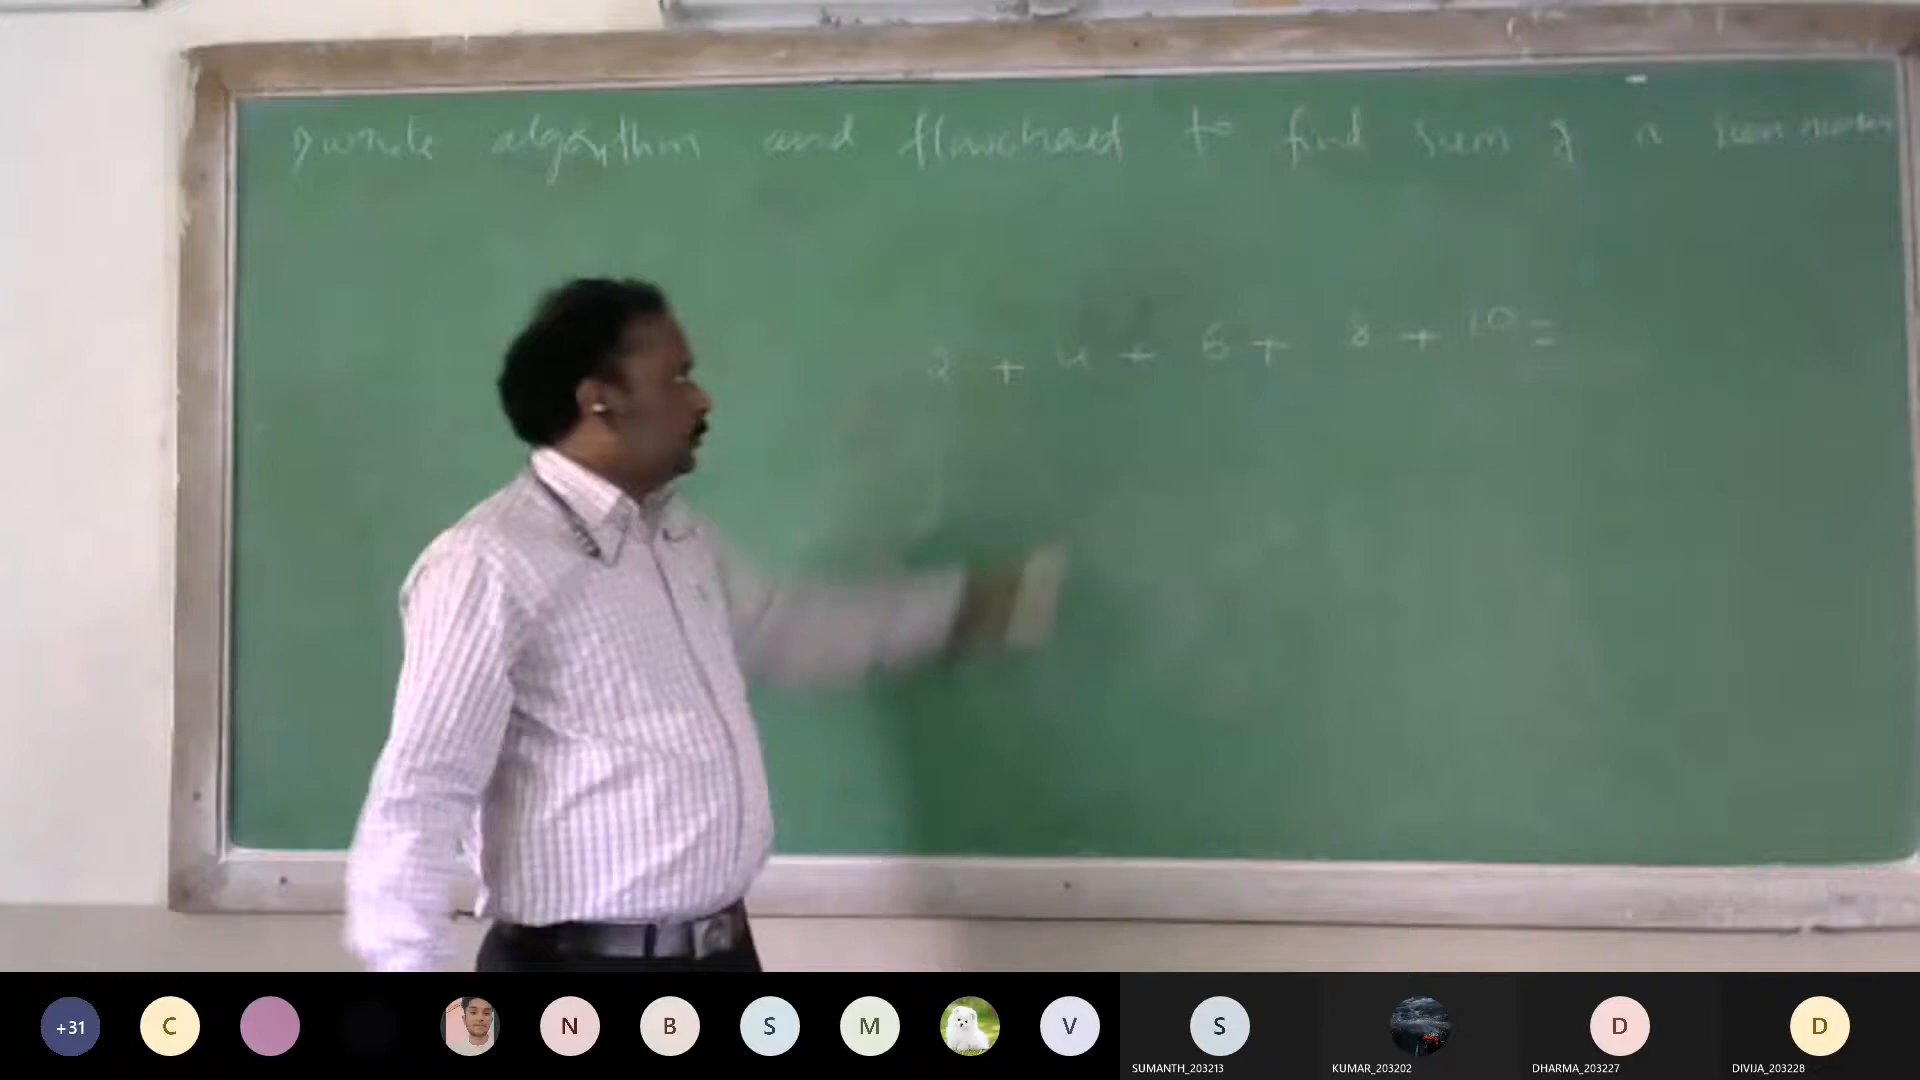 write algorithm and flowchart to find sum of n
2 + 4 + 6 + 8 + 10 =
+31 C N B S M V S D D
SUMANTH_203213 KUMAR_203202 DHARMA_203227 DIVIJA_203228